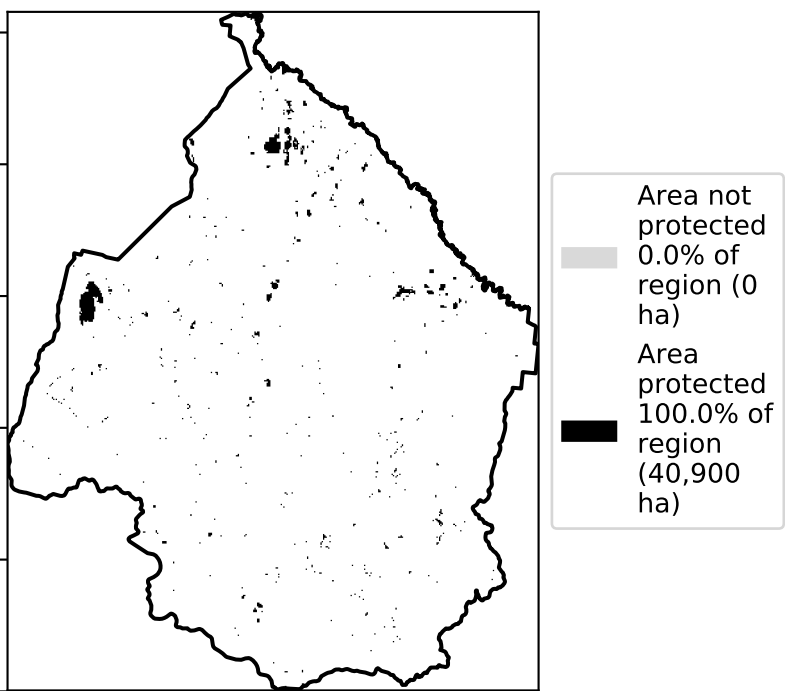 Area not
protected
0.0% of
region (0
ha)
Area
protected
100.0% of
region
(40,900
ha)